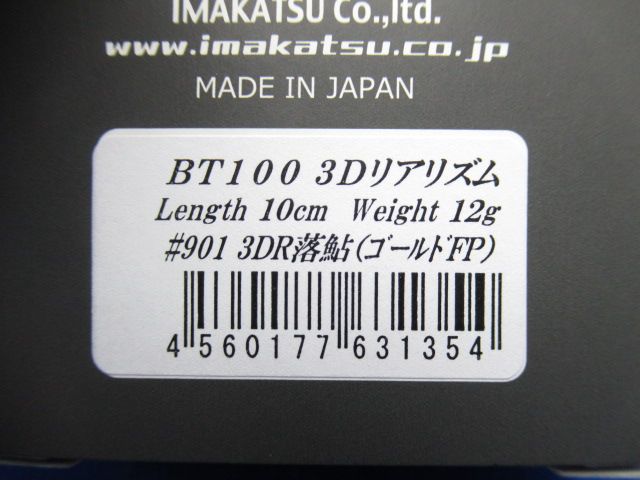 IMAKATSU Co.,ltd.
www.imakatsu.co.jp
MADE IN JAPAN
BT100 3Dリアリズム
Length 10cm Weight 12g
#901 3DR落鮎(ゴールドFP)
4 560177 631354